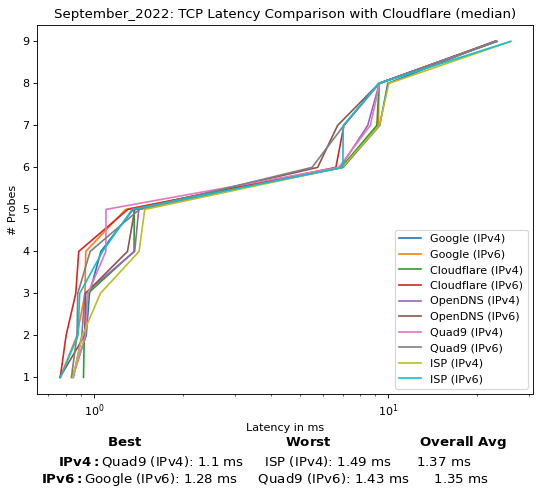 September_2022: TCP Latency Comparison with Cloudflare (median)
9
8
7
6
5
4
3
2
1
# Probes
10⁰
10¹
Latency in ms
Google (IPv4)
Google (IPv6)
Cloudflare (IPv4)
Cloudflare (IPv6)
OpenDNS (IPv4)
OpenDNS (IPv6)
Quad9 (IPv4)
Quad9 (IPv6)
ISP (IPv4)
ISP (IPv6)
Best Worst Overall Avg
IPv4: Quad9 (IPv4): 1.1 ms ISP (IPv4): 1.49 ms 1.37 ms
IPv6: Google (IPv6): 1.28 ms Quad9 (IPv6): 1.43 ms 1.35 ms